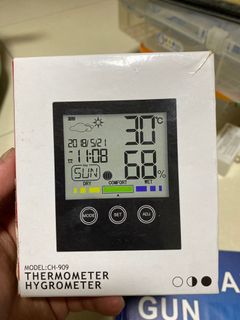 30°C
2018/5/21
11:08
68%
SUN
DRY COMFORT WET
MODE SET ADJ
MODEL:CH-909
THERMOMETER
HYGROMETER
GUN